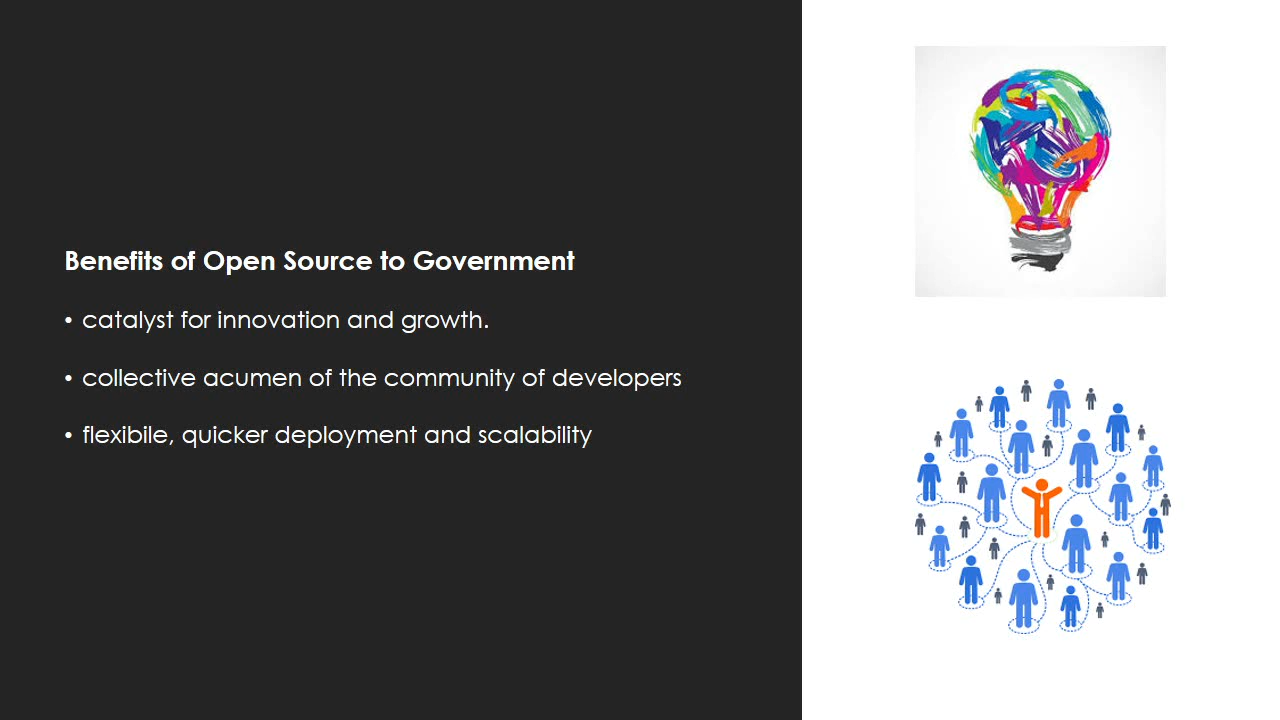 Benefits of Open Source to Government
• catalyst for innovation and growth.
• collective acumen of the community of developers
• flexibile, quicker deployment and scalability